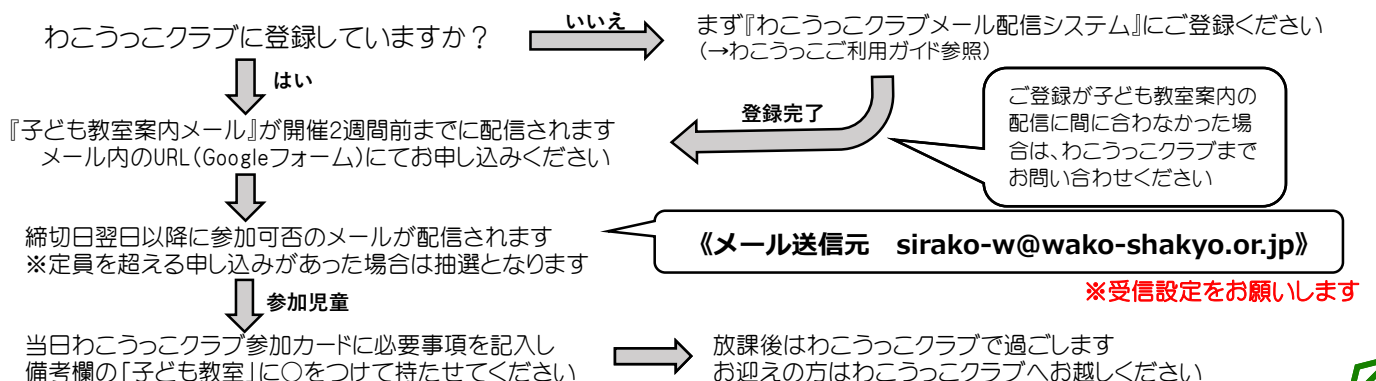 わこうっこクラブに登録していますか？
いいえ
まず『わこうっこクラブメール配信システム』にご登録ください
（→わこうっこご利用ガイド参照）
はい
登録完了
ご登録が子ども教室案内の
配信に間に合わなかった場
合は、わこうっこクラブまで
お問い合わせください
『子ども教室案内メール』が開催2週間前までに配信されます
メール内のURL（Googleフォーム）にてお申し込みください
締切日翌日以降に参加可否のメールが配信されます
※定員を超える申し込みがあった場合は抽選となります
《メール送信元　sirako-w@wako-shakyo.or.jp》
※受信設定をお願いします
参加児童
当日わこうっこクラブ参加カードに必要事項を記入し
備考欄の「子ども教室」に○をつけて持たせてください
放課後はわこうっこクラブで過ごします
お迎えの方はわこうっこクラブへお越しください